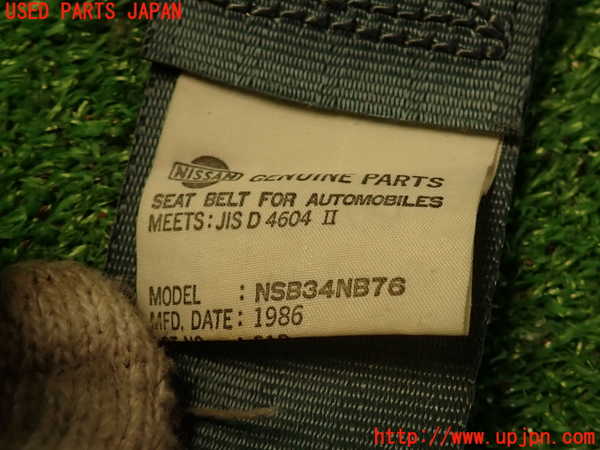 USED PARTS JAPAN
NISSAN GENUINE PARTS
SEAT BELT FOR AUTOMOBILES
MEETS: JIS D 4604 II
MODEL : NSB34NB76
MFD. DATE : 1986
http://www.upjpn.com/